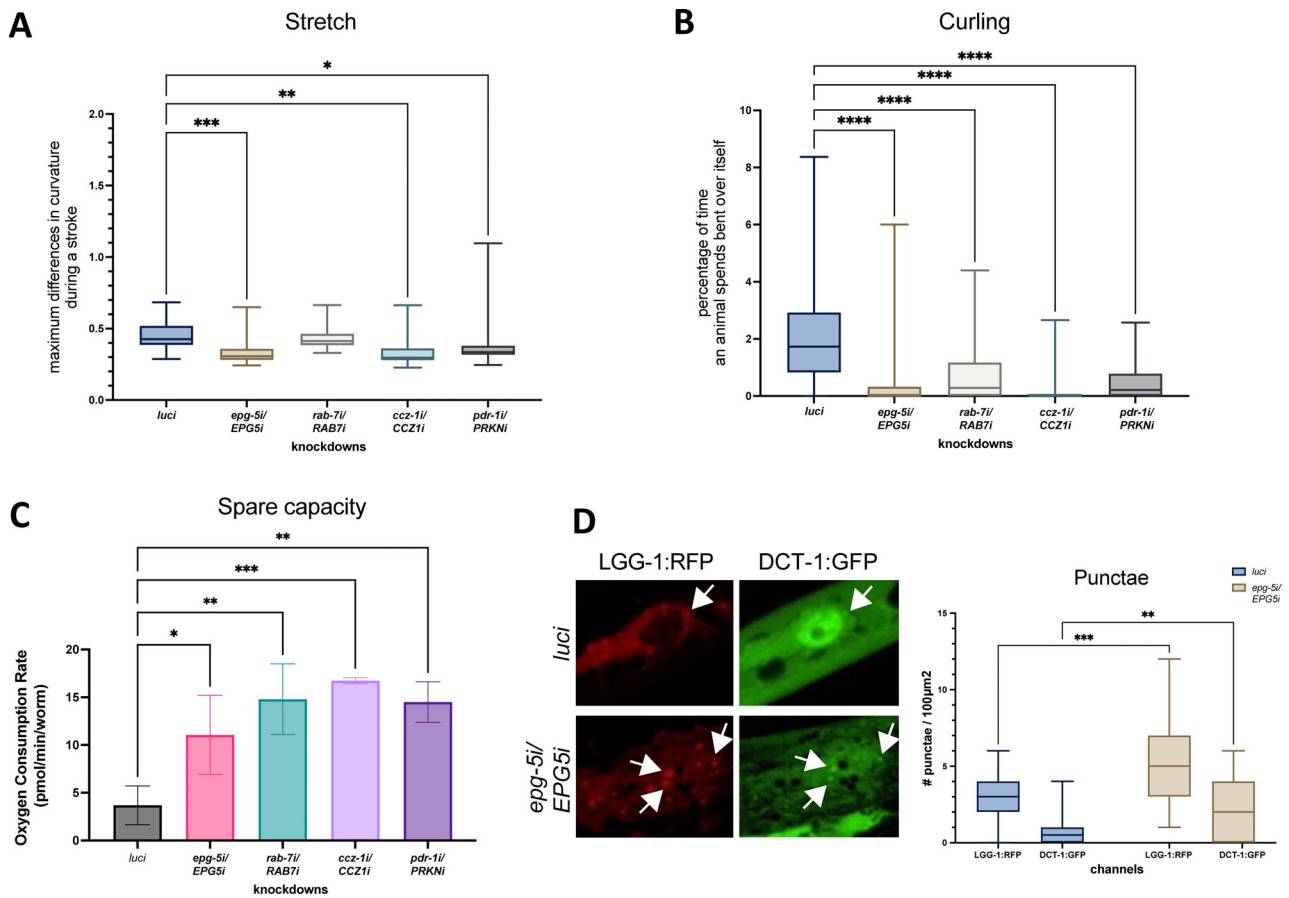 A
Stretch
*
**
***
maximum differences in curvature
during a stroke
2.0
1.5
1.0
0.5
0.0
luci
epg-5i/
EPG5i
rab-7i/
RAB7i
ccz-1i/
CCZ1i
pdr-1i/
PRKNi
knockdowns
B
Curling
****
****
****
****
percentage of time
an animal spends bent over itself
10
8
6
4
2
0
luci
epg-5i/
EPG5i
rab-7i/
RAB7i
ccz-1i/
CCZ1i
pdr-1i/
PRKNi
knockdowns
C
Spare capacity
**
***
**
*
Oxygen Consumption Rate
(pmol/min/worm)
20
15
10
5
0
luci
epg-5i/
EPG5i
rab-7i/
RAB7i
ccz-1i/
CCZ1i
pdr-1i/
PRKNi
knockdowns
D
LGG-1:RFP
DCT-1:GFP
luci
epg-5i/
EPG5i
Punctae
luci
epg-5i/
EPG5i
**
***
# punctae / 100µm2
15
10
5
0
LGG-1:RFP
DCT-1:GFP
LGG-1:RFP
DCT-1:GFP
channels